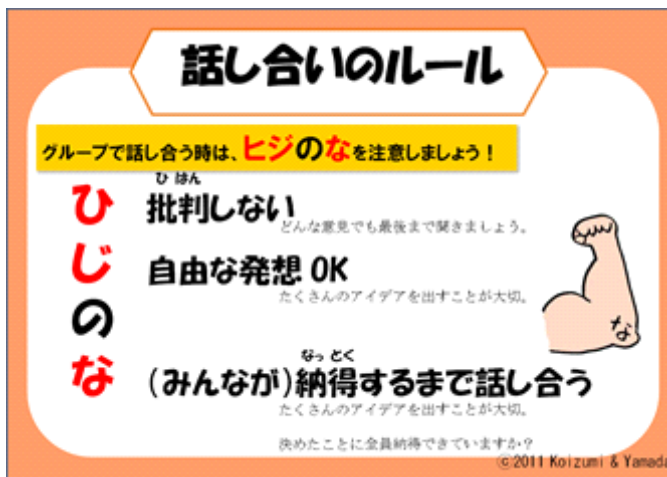 話し合いのルール
グループで話し合う時は、ヒジのなを注意しましょう！
ひ
ひ はん
批判しない
どんな意見でも最後まで聞きましょう。
じ
自由な発想 OK
たくさんのアイデアを出すことが大切。
の
な
なっ とく
(みんなが)納得するまで話し合う
たくさんのアイデアを出すことが大切。
決めたことに全員納得できていますか？
な
©2011 Koizumi & Yamada